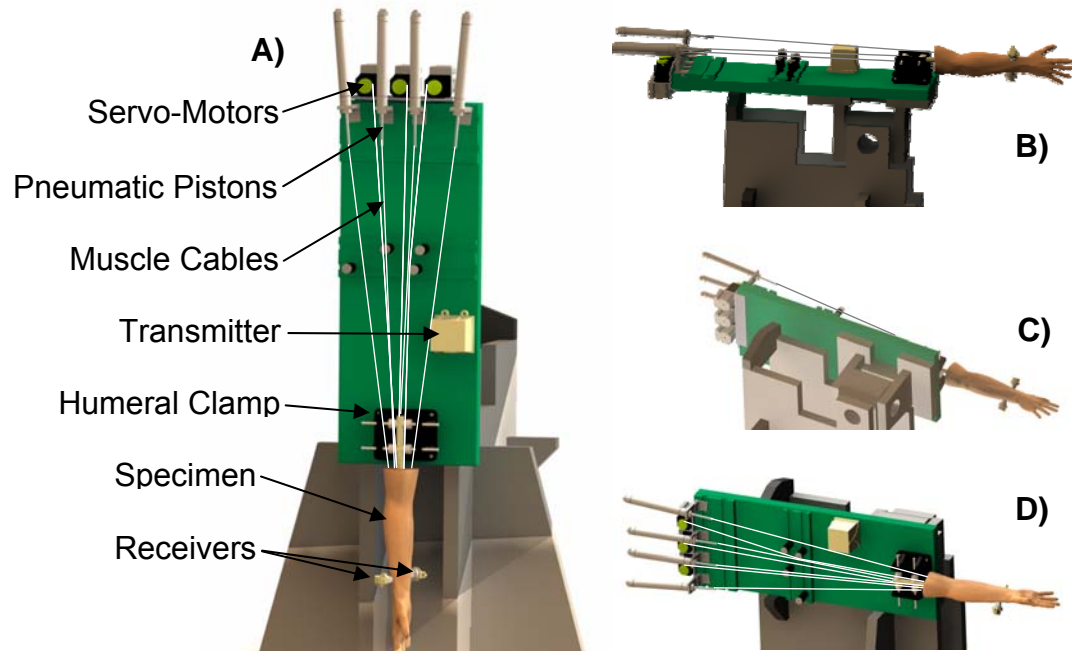 A)
Servo-Motors
Pneumatic Pistons
Muscle Cables
Transmitter
Humeral Clamp
Specimen
Receivers
B)
C)
D)